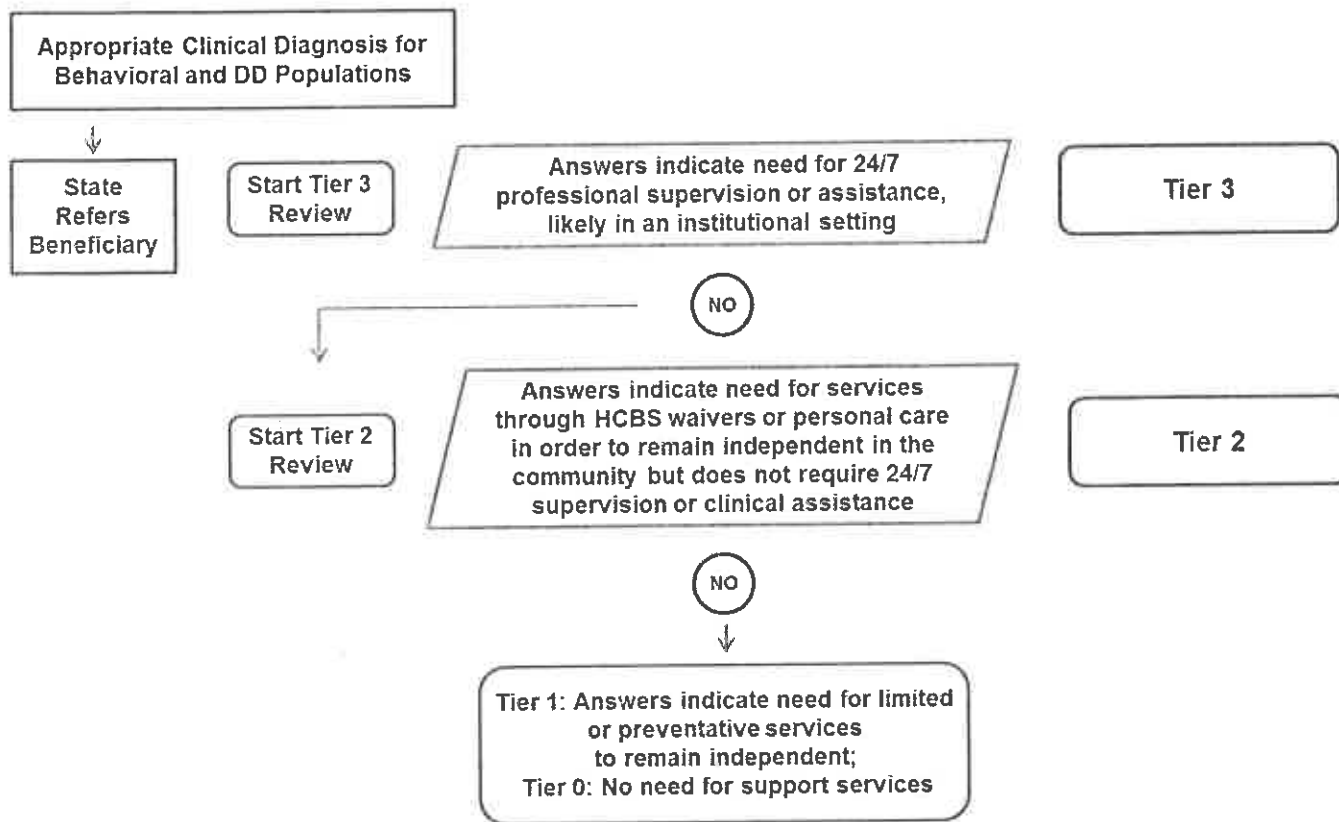 Appropriate Clinical Diagnosis for
Behavioral and DD Populations
State
Refers
Beneficiary
Start Tier 3
Review
Answers indicate need for 24/7
professional supervision or assistance,
likely in an institutional setting
Tier 3
NO
Start Tier 2
Review
Answers indicate need for services
through HCBS waivers or personal care
in order to remain independent in the
community but does not require 24/7
supervision or clinical assistance
Tier 2
NO
Tier 1: Answers indicate need for limited
or preventative services
to remain independent;
Tier 0: No need for support services